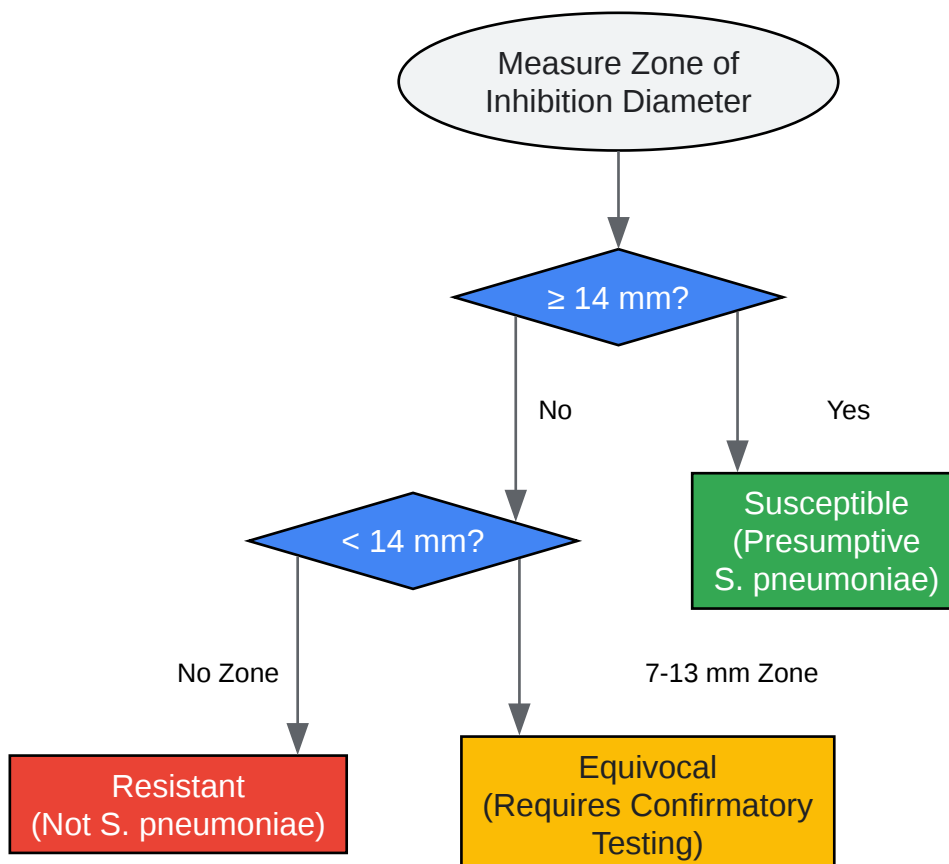 Measure Zone of
Inhibition Diameter
≥ 14 mm?
No
Yes
Susceptible
(Presumptive
S. pneumoniae)
< 14 mm?
No Zone
7-13 mm Zone
Resistant
(Not S. pneumoniae)
Equivocal
(Requires Confirmatory
Testing)